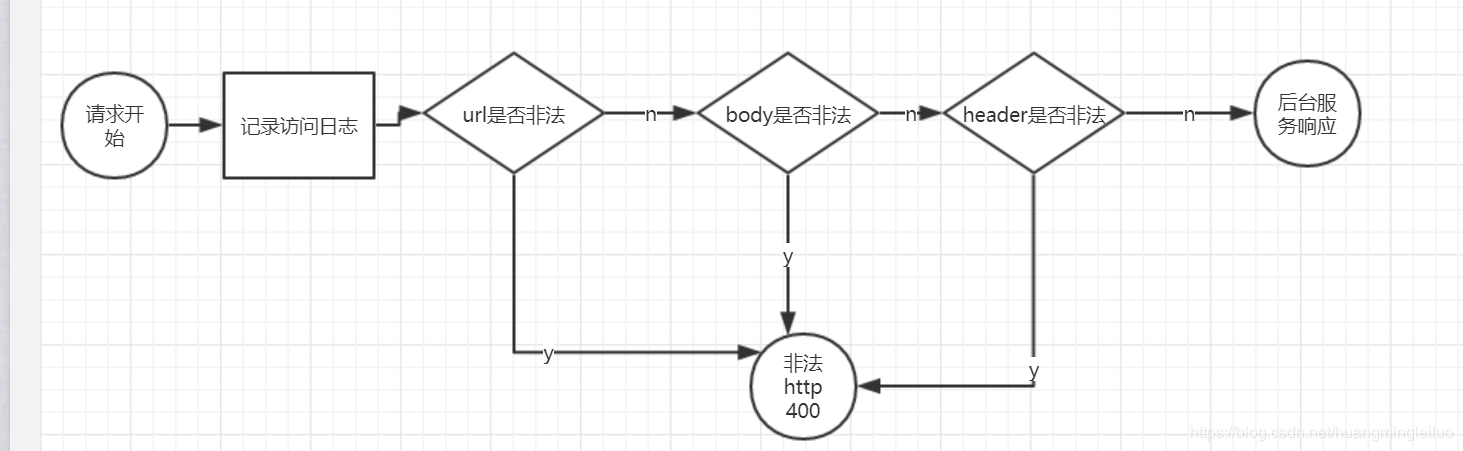 请求开
始
记录访问日志
url是否非法
n
body是否非法
n
header是否非法
n
后台服
务响应
y
y
y
非法
http
400
https://blog.csdn.net/huangmingleiluo